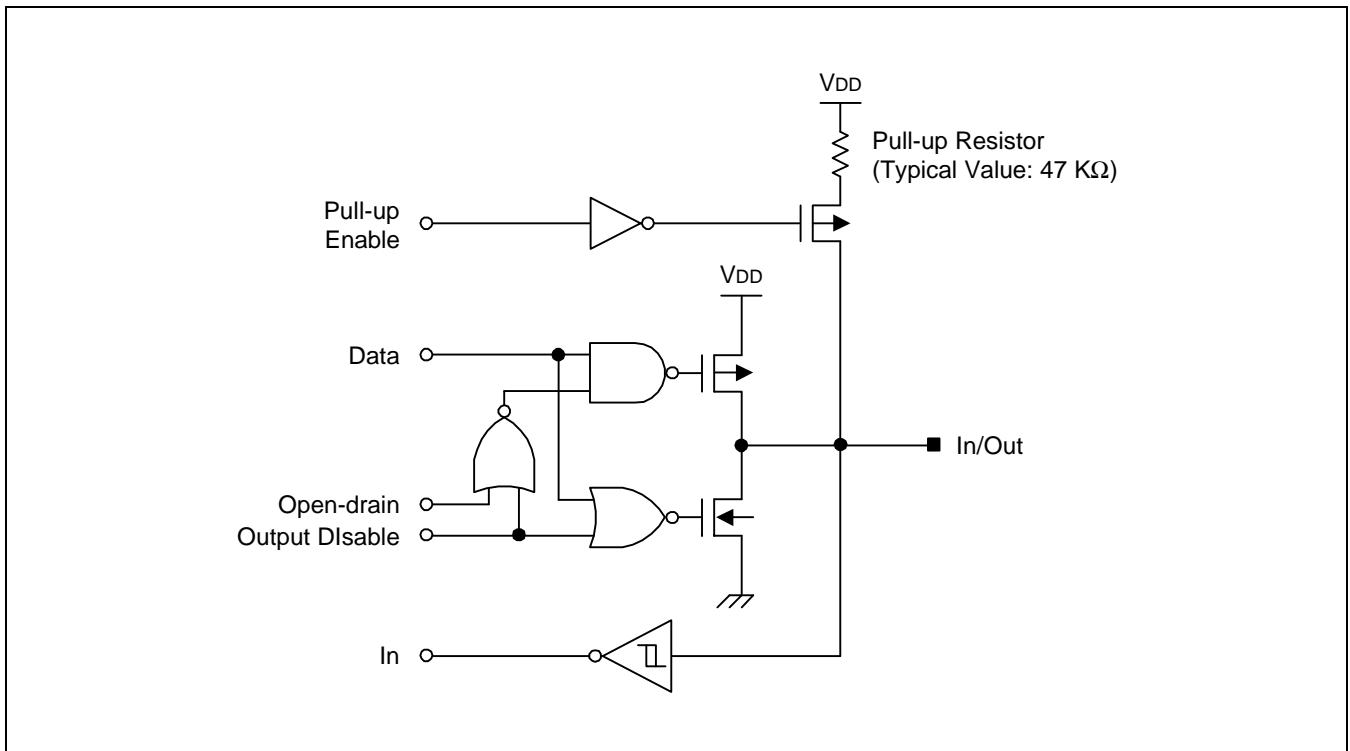 VDD
Pull-up Resistor
(Typical Value: 47 KΩ)
Pull-up
Enable
VDD
Data
In/Out
Open-drain
Output DIsable
In